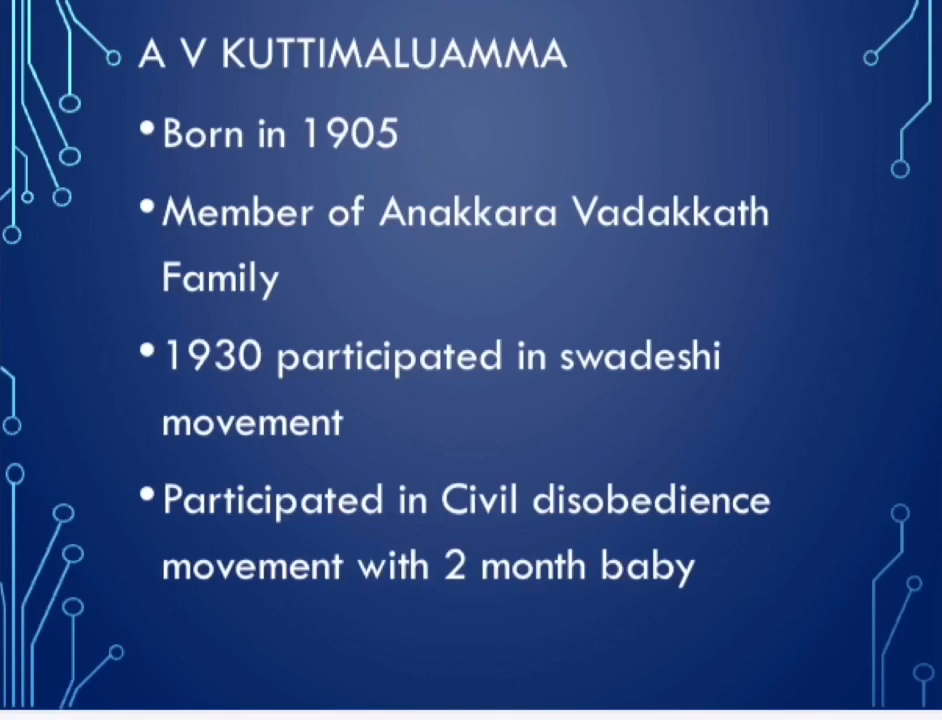 A V KUTTIMALUAMMA
•Born in 1905
•Member of Anakkara Vadakkath
Family
•1930 participated in swadeshi
movement
•Participated in Civil disobedience
movement with 2 month baby